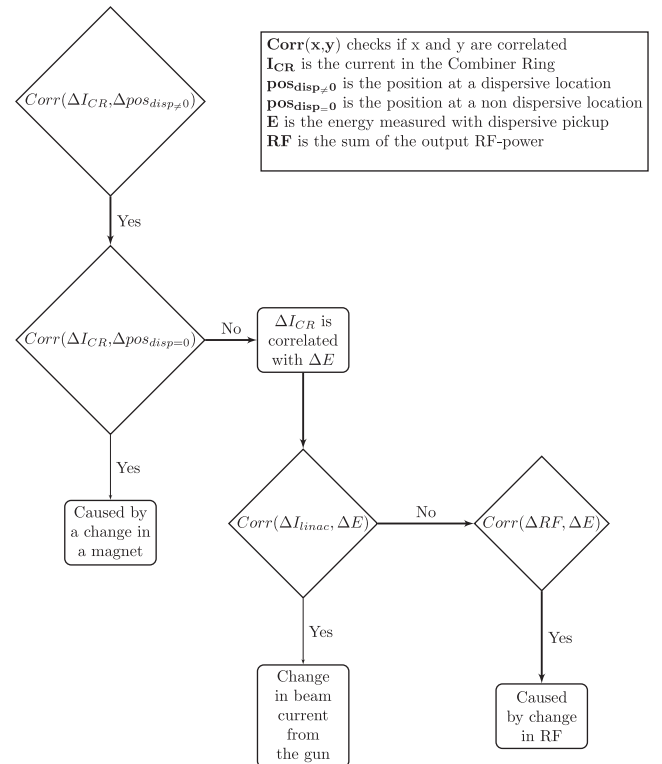 Corr(x,y) checks if x and y are correlated
I_CR is the current in the Combiner Ring
pos_disp≠0 is the position at a dispersive location
pos_disp=0 is the position at a non dispersive location
E is the energy measured with dispersive pickup
RF is the sum of the output RF-power
Corr(ΔI_CR,Δpos_disp≠0)
Yes
Corr(ΔI_CR,Δpos_disp=0)
No
ΔI_CR is
correlated
with ΔE
Yes
Caused by
a change in
a magnet
Corr(ΔI_linac, ΔE)
No
Corr(ΔRF, ΔE)
Yes
Change
in beam
current
from
the gun
Yes
Caused
by change
in RF